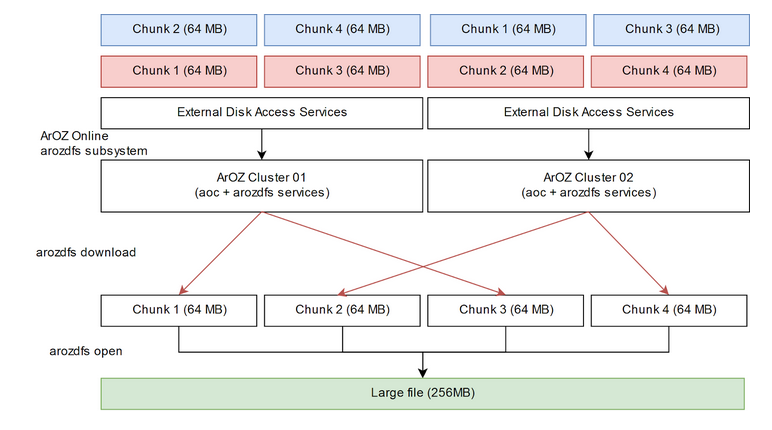 Chunk 2 (64 MB)
Chunk 4 (64 MB)
Chunk 1 (64 MB)
Chunk 3 (64 MB)
Chunk 1 (64 MB)
Chunk 3 (64 MB)
Chunk 2 (64 MB)
Chunk 4 (64 MB)
External Disk Access Services
External Disk Access Services
ArOZ Online
arozdfs subsystem
ArOZ Cluster 01
(aoc + arozdfs services)
ArOZ Cluster 02
(aoc + arozdfs services)
arozdfs download
Chunk 1 (64 MB)
Chunk 2 (64 MB)
Chunk 3 (64 MB)
Chunk 4 (64 MB)
arozdfs open
Large file (256MB)